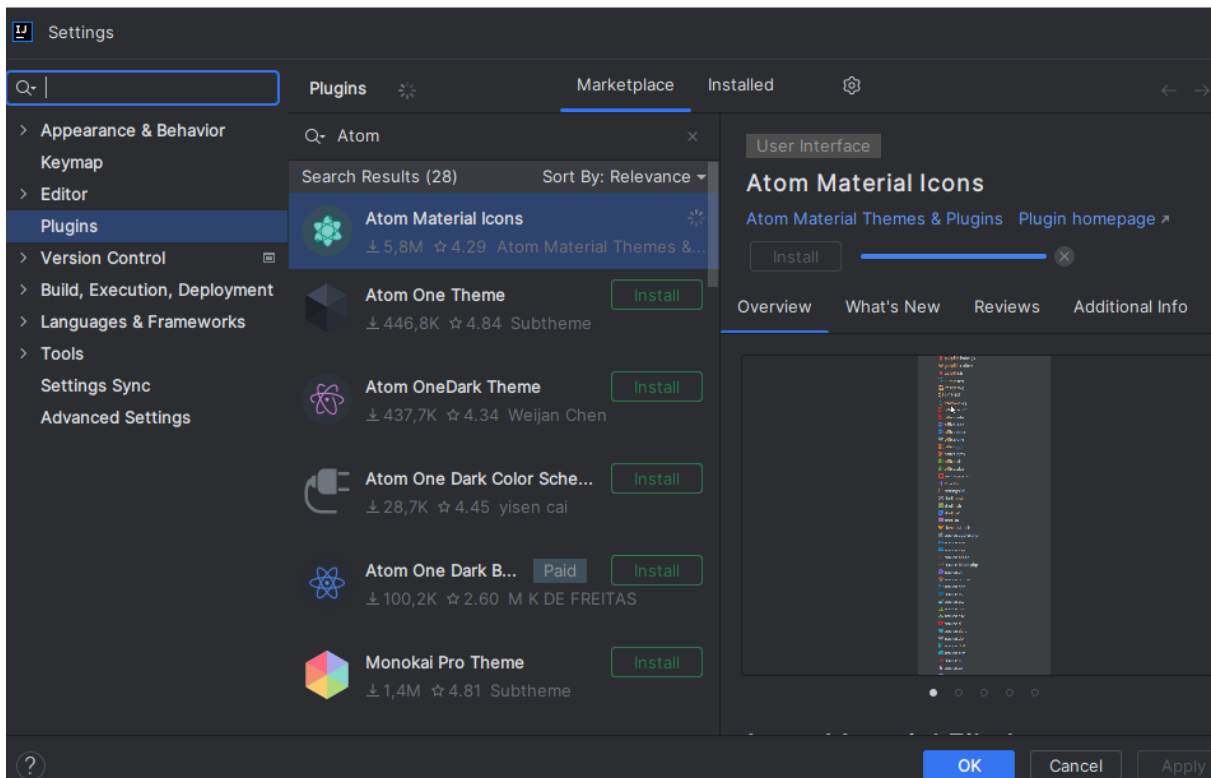 IJ
Settings
Appearance & Behavior
Keymap
Editor
Plugins
Version Control
Build, Execution, Deployment
Languages & Frameworks
Tools
Settings Sync
Advanced Settings
?
Plugins
Marketplace
Installed
Atom
Search Results (28) Sort By: Relevance
Atom Material Icons
5,8M 4.29 Atom Material Themes &...
Atom One Theme Install
446,8K 4.84 Subtheme
Atom OneDark Theme Install
437,7K 4.34 Weijan Chen
Atom One Dark Color Sche... Install
28,7K 4.45 yisen cai
Atom One Dark B... Paid Install
100,2K 2.60 M K DE FREITAS
Monokai Pro Theme Install
1,4M 4.81 Subtheme
User Interface
Atom Material Icons
Atom Material Themes & Plugins Plugin homepage
Install
Overview What's New Reviews Additional Info
OK Cancel Apply